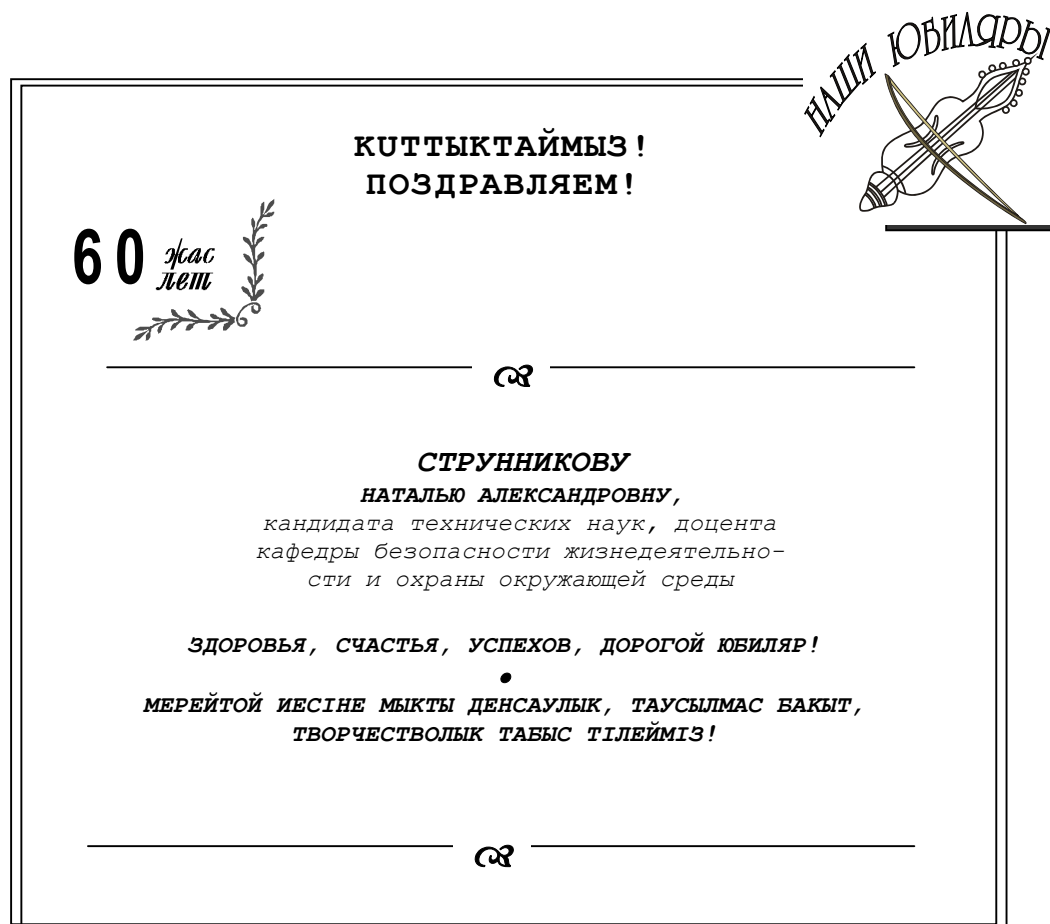 НАШИ ЮБИЛЯРЫ
КUТТЫКТАЙМЫЗ!
ПОЗДРАВЛЯЕМ!
60 жас
лет
СТРУННИКОВУ
НАТАЛЬЮ АЛЕКСАНДРОВНУ,
кандидата технических наук, доцента
кафедры безопасности жизнедеятельно-
сти и охраны окружающей среды
ЗДОРОВЬЯ, СЧАСТЬЯ, УСПЕХОВ, ДОРОГОЙ ЮБИЛЯР!
•
МЕРЕЙТОЙ ИЕСІНЕ МЫКТЫ ДЕНСАУЛЫК, ТАУСЫЛМАС БАКЫТ,
ТВОРЧЕСТВОЛЫК ТАБЫС ТІЛЕЙМІЗ!